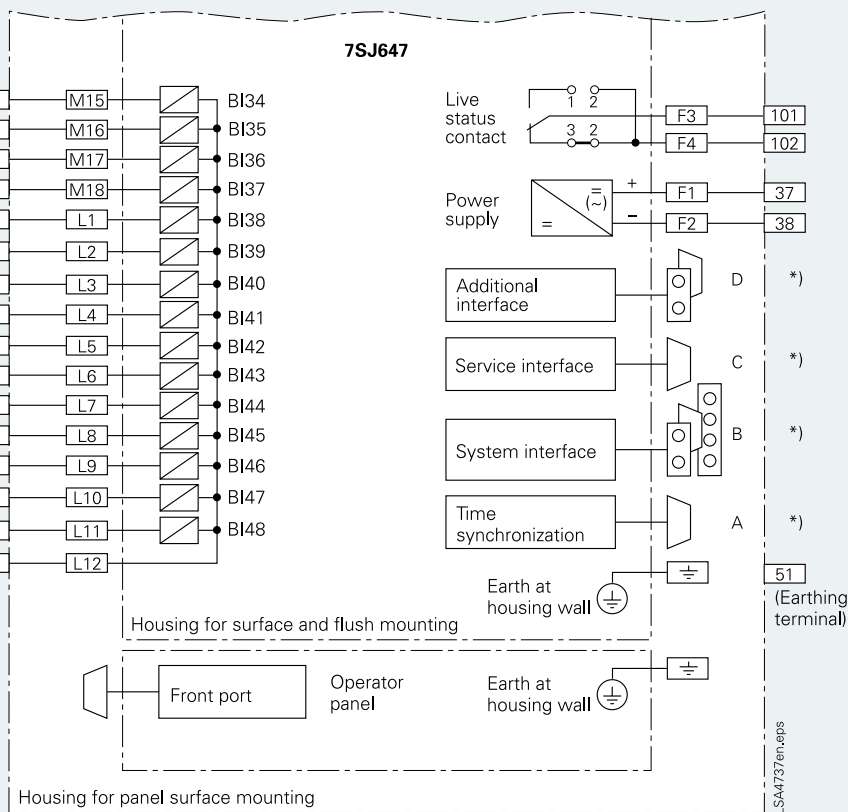 7SJ647
M15 BI34
M16 BI35
M17 BI36
M18 BI37
L1 BI38
L2 BI39
L3 BI40
L4 BI41
L5 BI42
L6 BI43
L7 BI44
L8 BI45
L9 BI46
L10 BI47
L11 BI48
L12
Live
status
contact
1 2
3 2
F3 101
F4 102
Power
supply
=
(~)
=
+ F1 37
– F2 38
Additional
interface
D *)
Service interface C *)
System interface B *)
Time
synchronization
A *)
Earth at
housing wall
51
(Earthing
terminal)
Housing for surface and flush mounting
Front port
Operator
panel
Earth at
housing wall
Housing for panel surface mounting
LSA4737en.eps